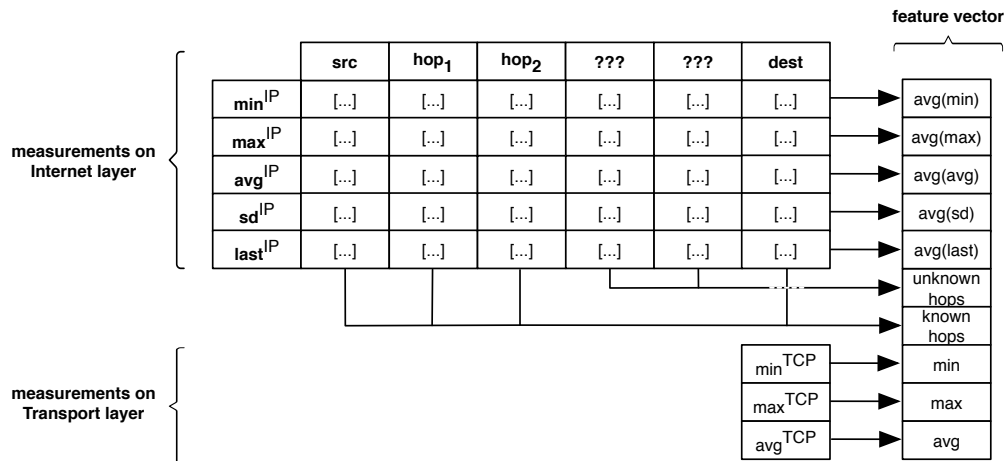 feature vector
src hop1 hop2 ??? ??? dest
measurements on
Internet layer
minIP [...] [...] [...] [...] [...] [...] avg(min)
maxIP [...] [...] [...] [...] [...] [...] avg(max)
avgIP [...] [...] [...] [...] [...] [...] avg(avg)
sdIP [...] [...] [...] [...] [...] [...] avg(sd)
lastIP [...] [...] [...] [...] [...] [...] avg(last)
unknown
hops
known
hops
measurements on
Transport layer
minTCP min
maxTCP max
avgTCP avg